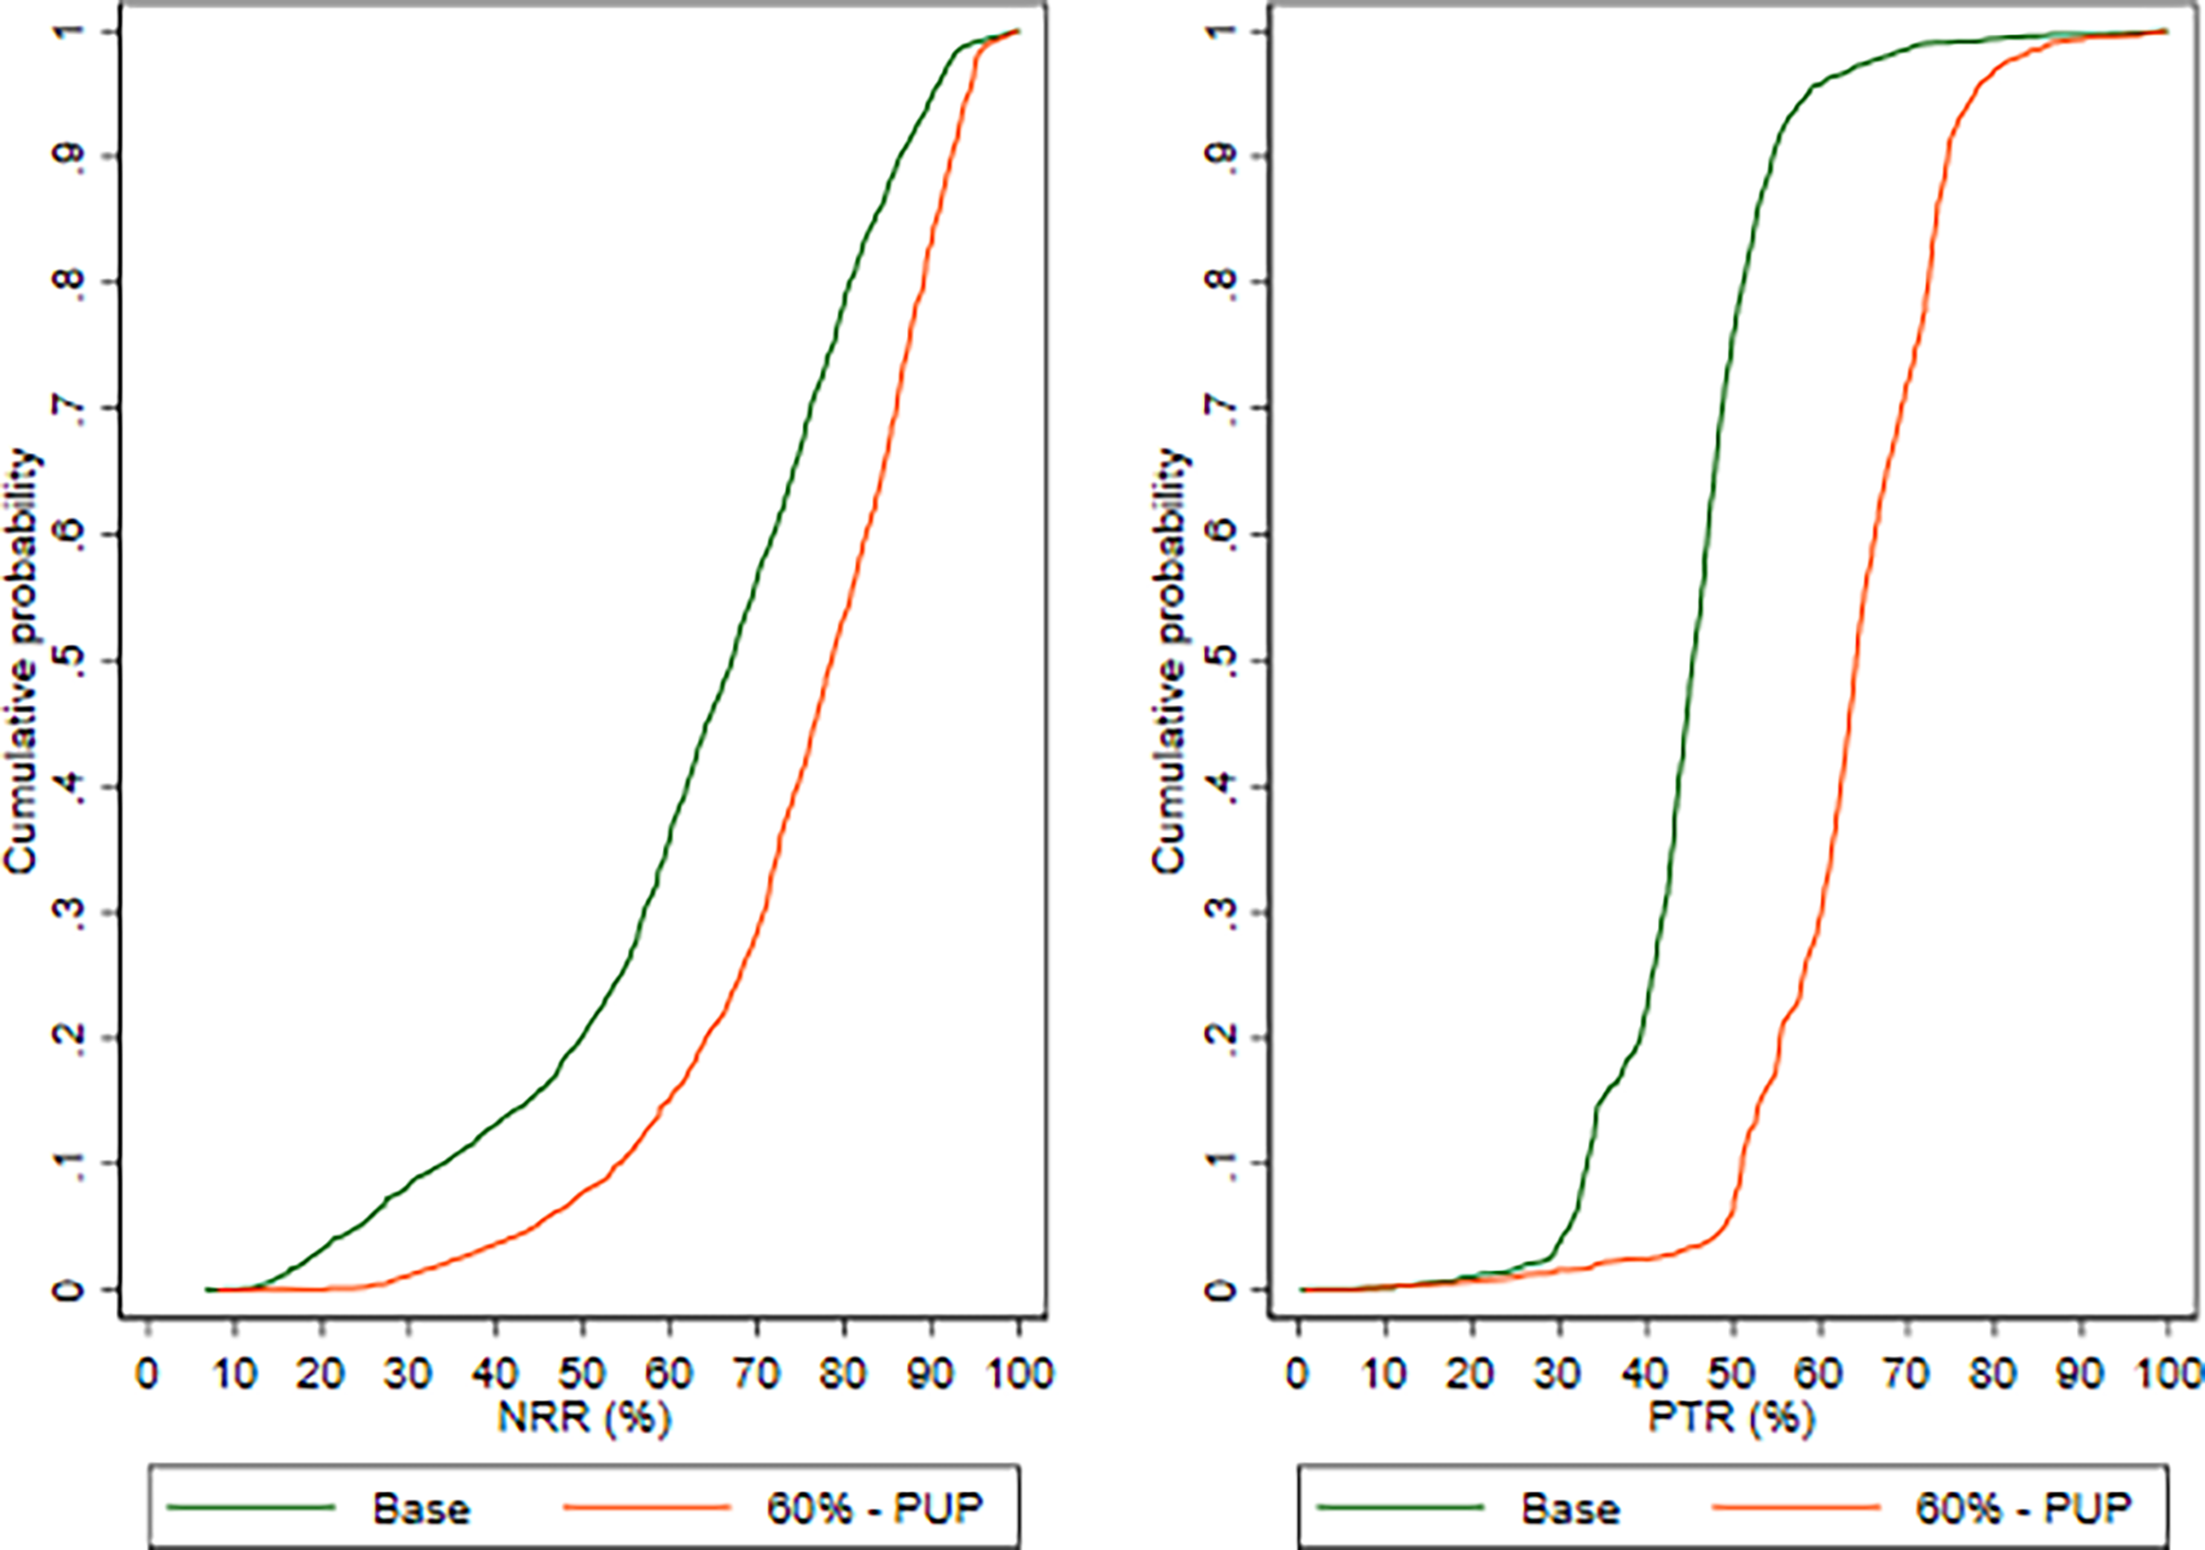 Cumulative probability
1
.9
.8
.7
.6
.5
.4
.3
.2
.1
0
0 10 20 30 40 50 60 70 80 90 100
NRR (%)
Base 60% - PUP
Cumulative probability
1
.9
.8
.7
.6
.5
.4
.3
.2
.1
0
0 10 20 30 40 50 60 70 80 90 100
PTR (%)
Base 60% - PUP